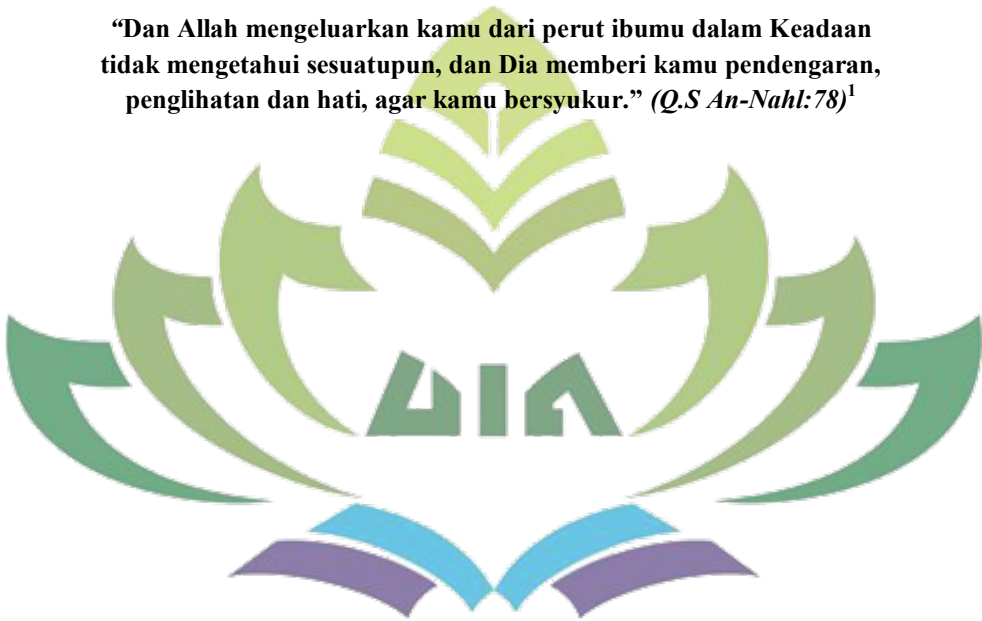 “Dan Allah mengeluarkan kamu dari perut ibumu dalam Keadaan
tidak mengetahui sesuatupun, dan Dia memberi kamu pendengaran,
penglihatan dan hati, agar kamu bersyukur.” (Q.S An-Nahl:78)¹
UIN